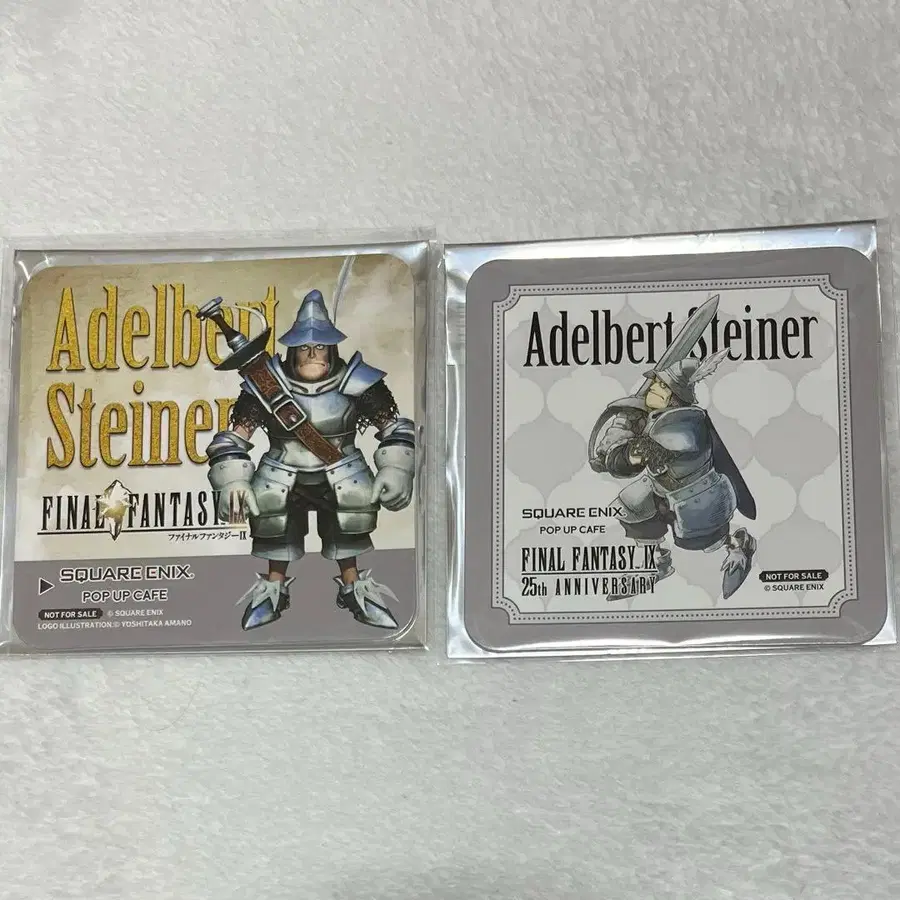 Adelbert
Steiner
FINAL FANTASY IX
ファイナルファンタジーIX
SQUARE ENIX®
POP UP CAFE
NOT FOR SALE © SQUARE ENIX
LOGO ILLUSTRATION:© YOSHITAKA AMANO
Adelbert Steiner
SQUARE ENIX®
POP UP CAFE
FINAL FANTASY IX
25th ANNIVERSARY
NOT FOR SALE
© SQUARE ENIX